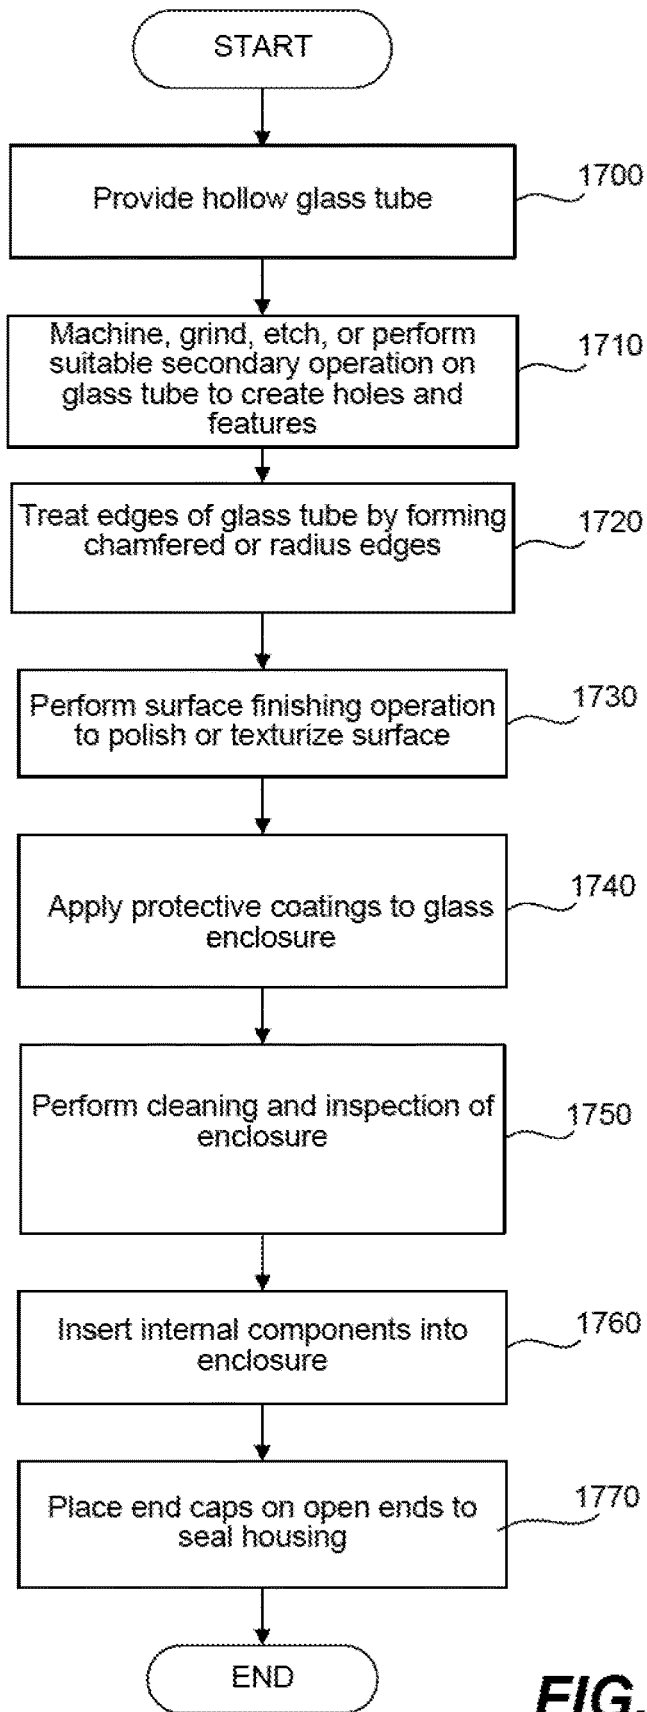 START
Provide hollow glass tube
1700
Machine, grind, etch, or perform
suitable secondary operation on
glass tube to create holes and
features
1710
Treat edges of glass tube by forming
chamfered or radius edges
1720
Perform surface finishing operation
to polish or texturize surface
1730
Apply protective coatings to glass
enclosure
1740
Perform cleaning and inspection of
enclosure
1750
Insert internal components into
enclosure
1760
Place end caps on open ends to
seal housing
1770
END
FIG.